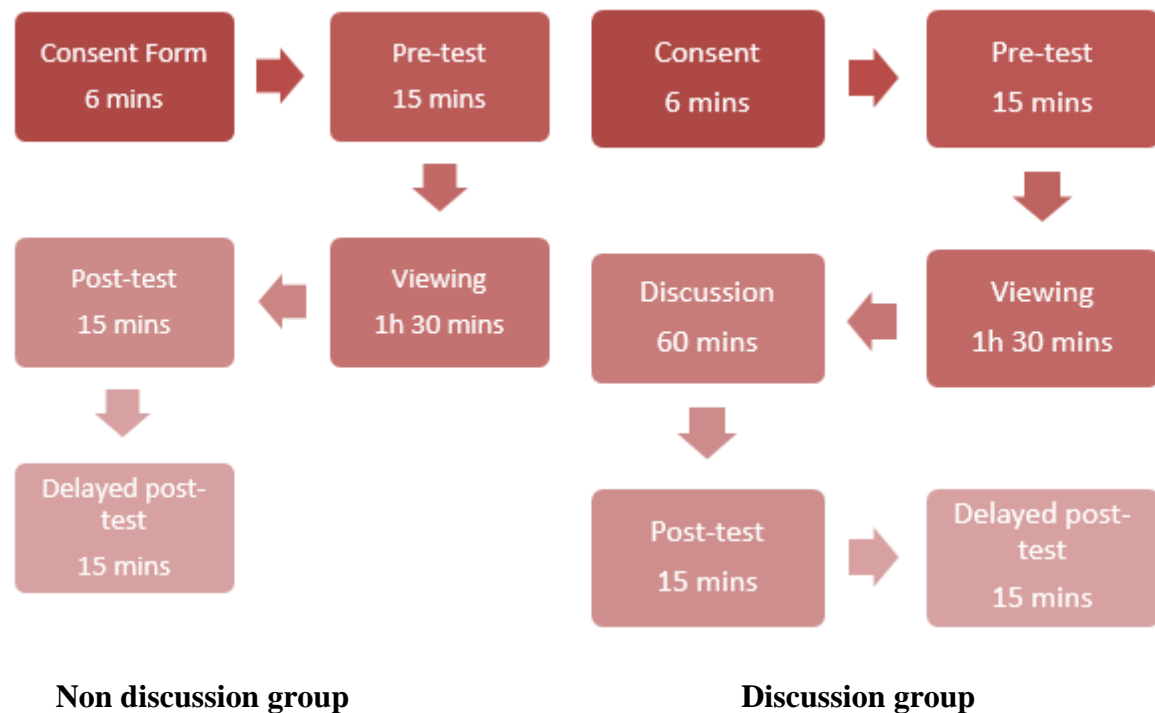 Consent Form
6 mins
Pre-test
15 mins
Viewing
1h 30 mins
Post-test
15 mins
Delayed post-
test
15 mins
Non discussion group
Consent
6 mins
Pre-test
15 mins
Viewing
1h 30 mins
Discussion
60 mins
Post-test
15 mins
Delayed post-
test
15 mins
Discussion group